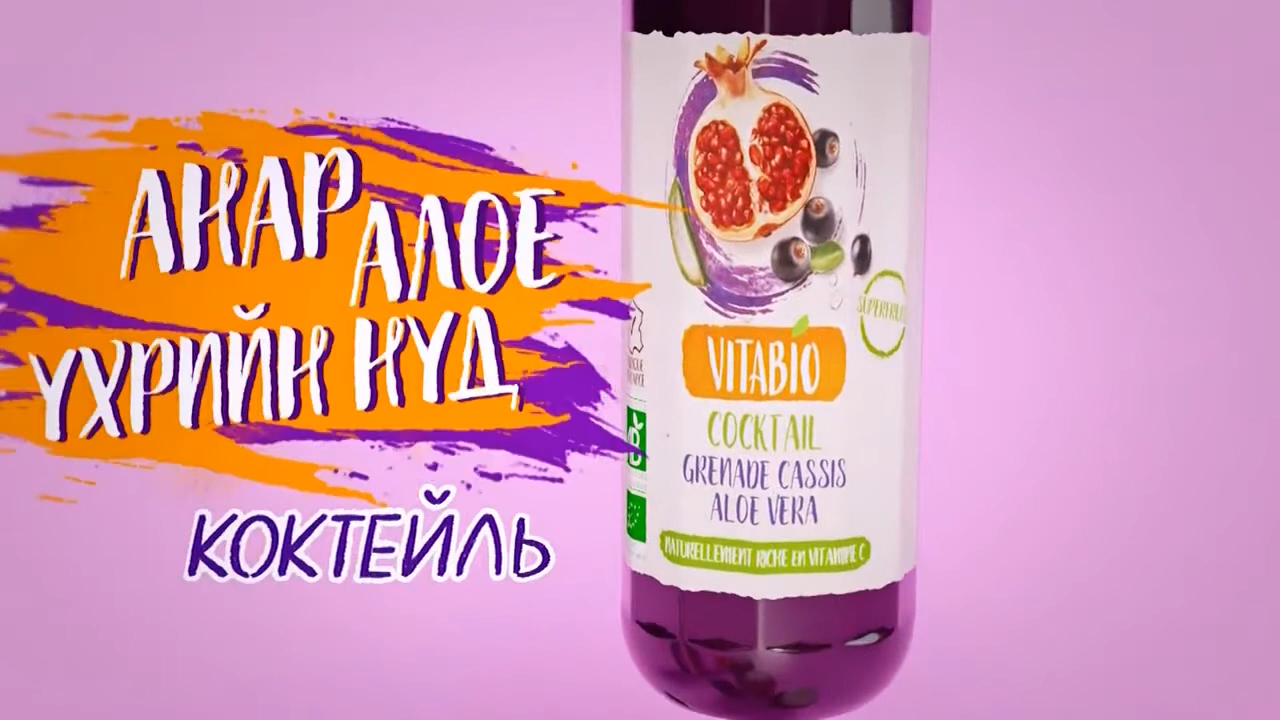 АНАР АЛОЕ
ҮХРИЙН НҮД
КОКТЕЙЛЬ
VITABIO
COCKTAIL
GRENADE CASSIS
ALOE VERA
NATURELLEMENT RICHE EN VITAMINE C